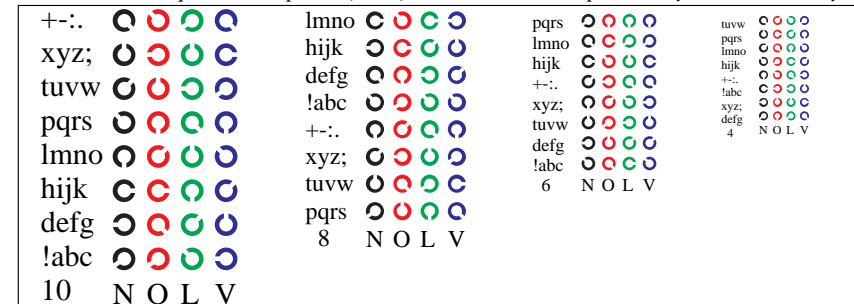 +-:.
xyz;
tuvw
pqrs
lmno
hijk
defg
!abc
10 N O L V
lmno
hijk
defg
!abc
+-:.
xyz;
tuvw
pqrs
8 N O L V
pqrs
lmno
hijk
+-:.
xyz;
tuvw
defg
!abc
6 N O L V
tuvw
pqrs
lmno
hijk
+-:.
!abc
xyz;
defg
4 N O L V